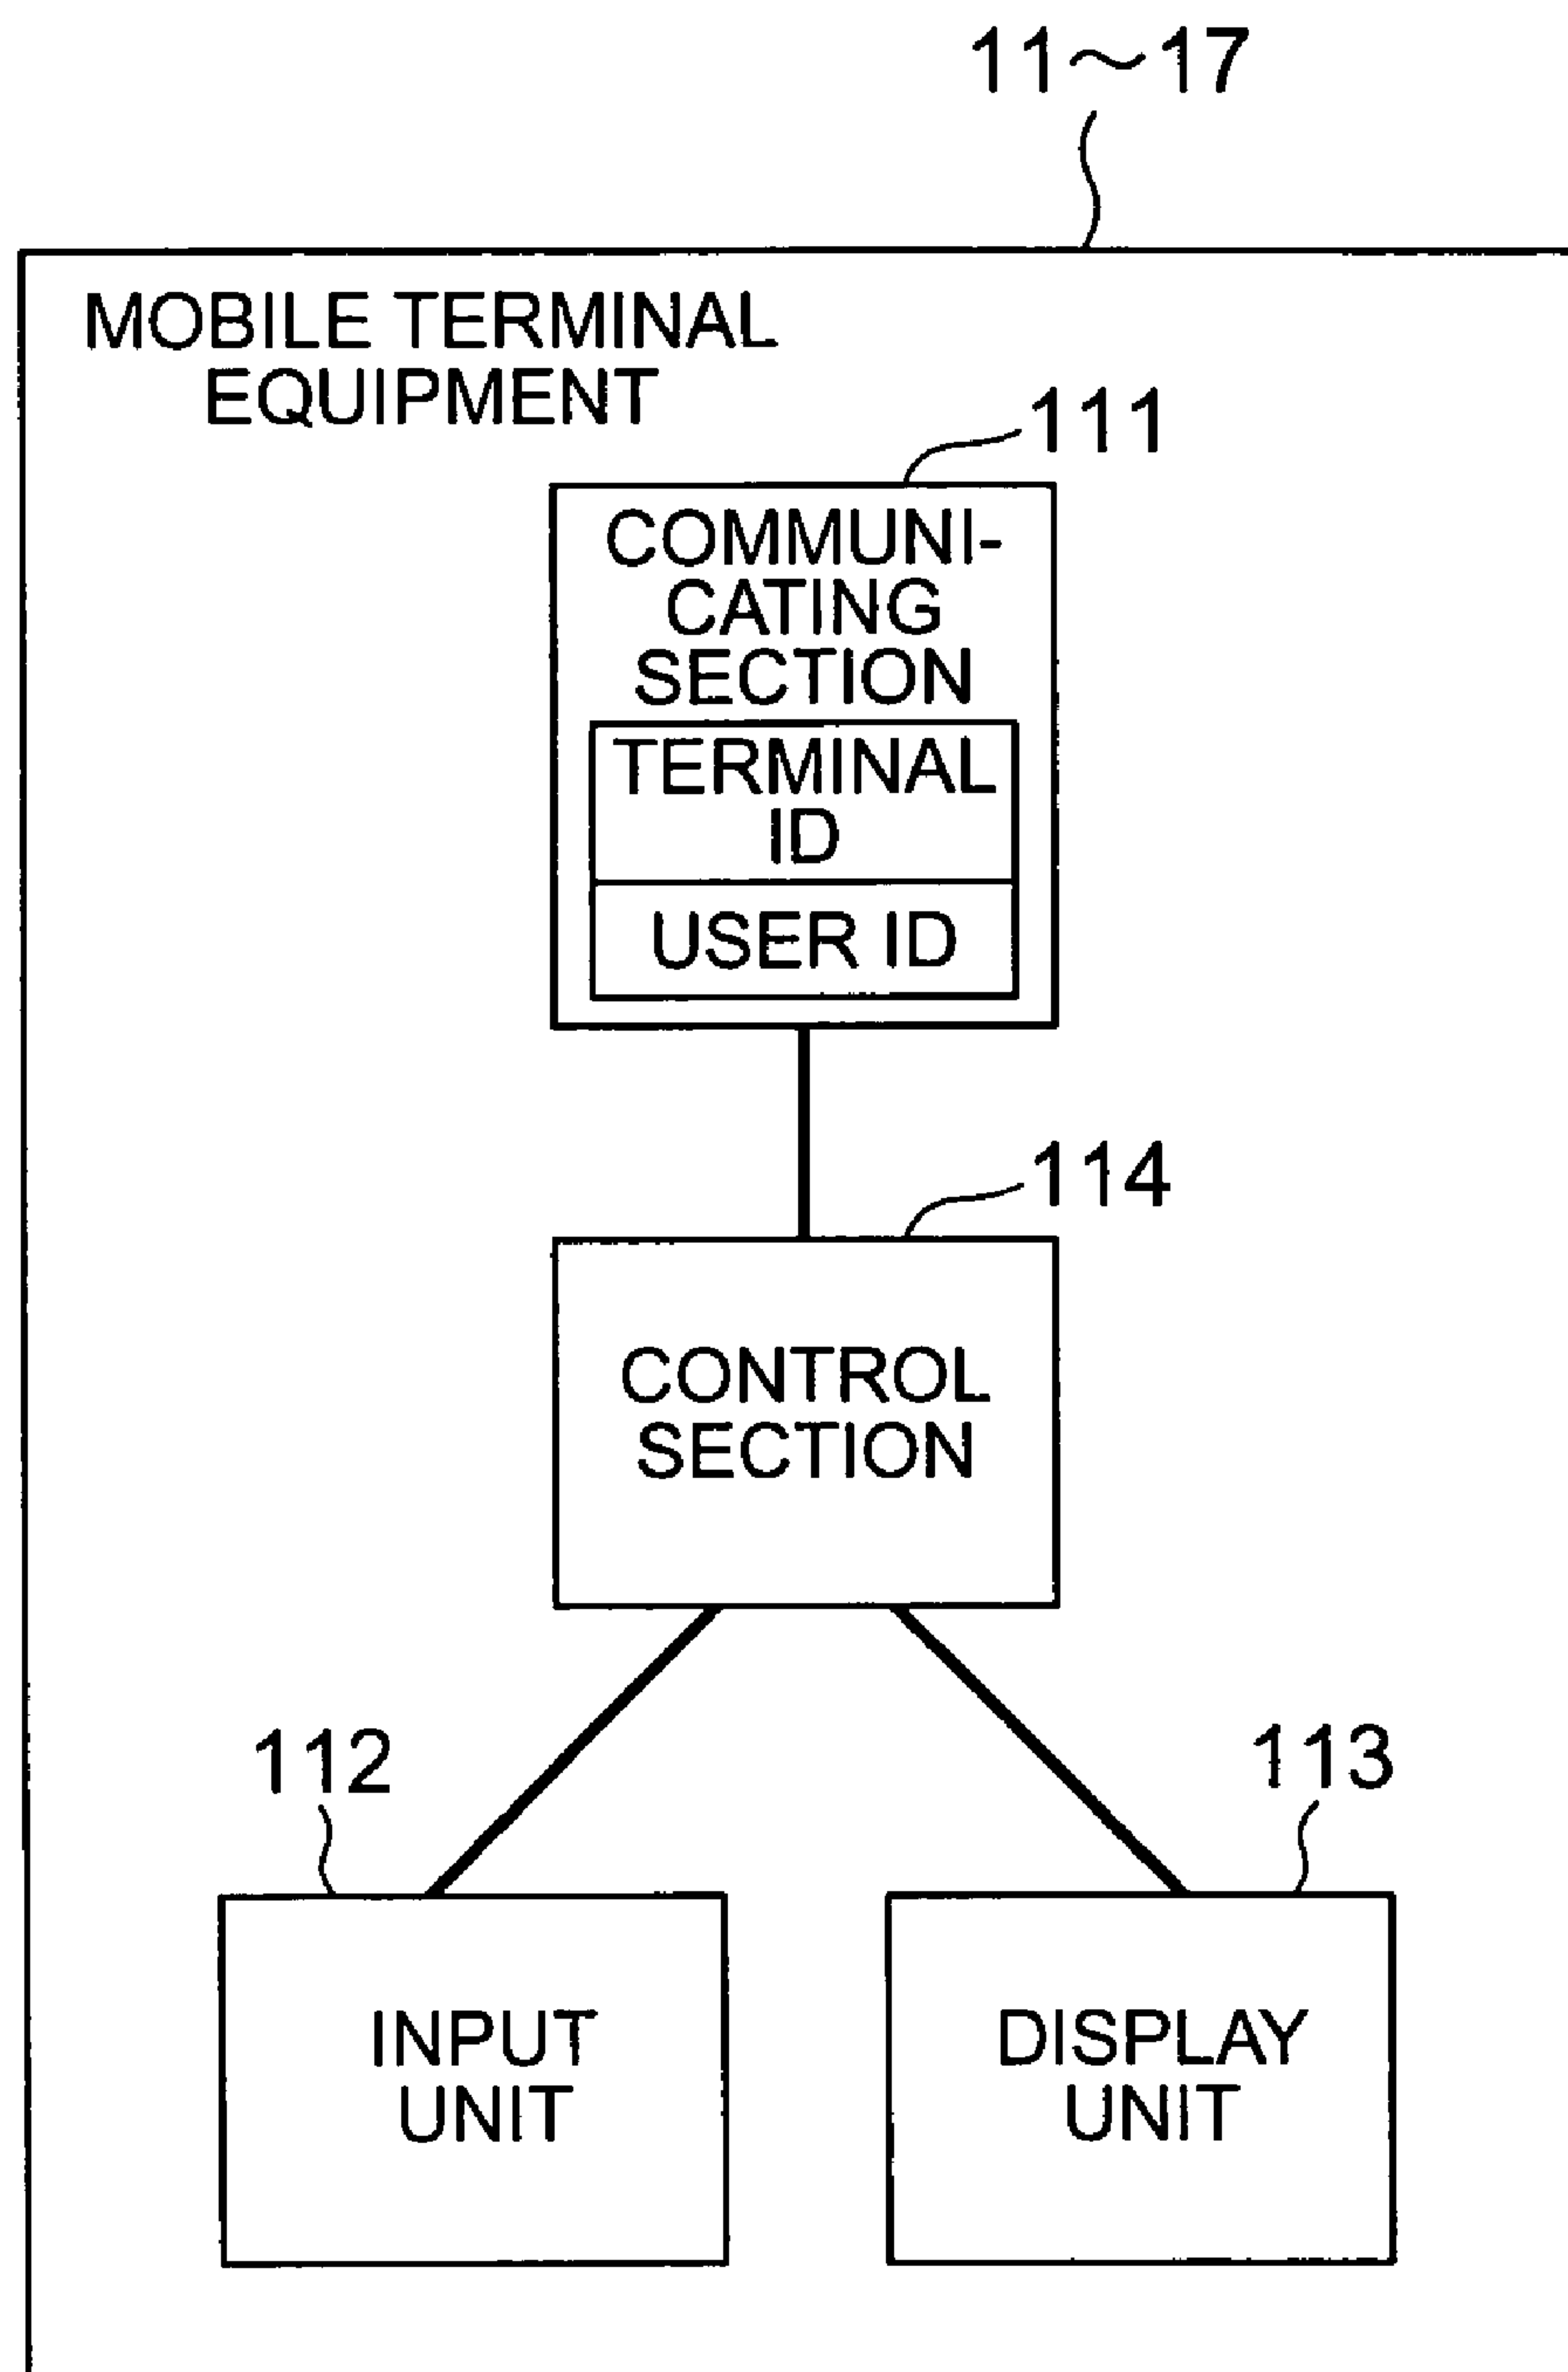 11～17
MOBILE TERMINAL
EQUIPMENT
111
COMMUNI-
CATING
SECTION
TERMINAL
ID
USER ID
114
CONTROL
SECTION
112
113
INPUT
UNIT
DISPLAY
UNIT